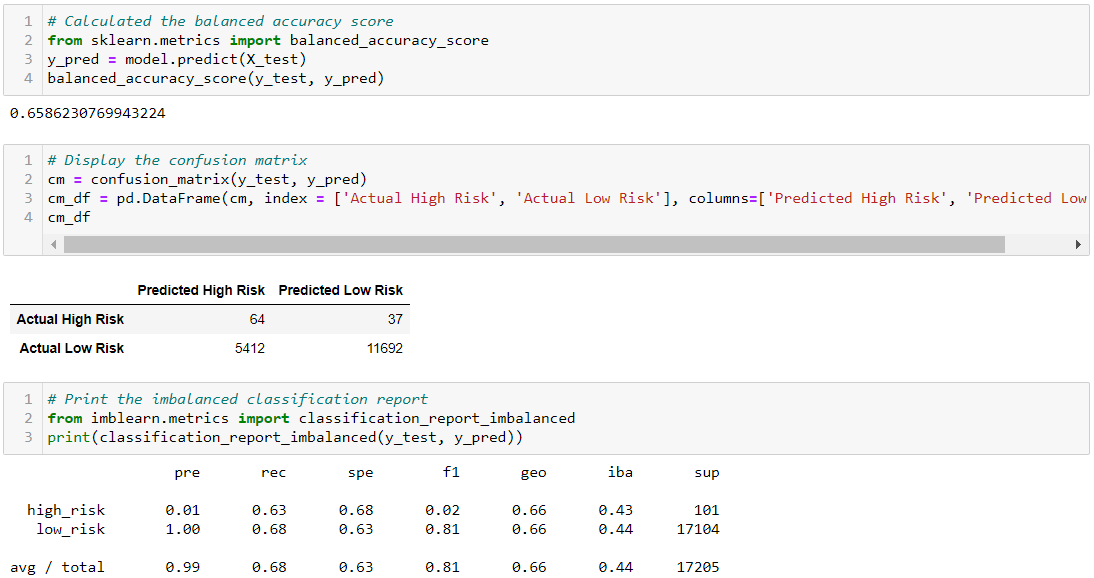 1 # Calculated the balanced accuracy score
2 from sklearn.metrics import balanced_accuracy_score
3 y_pred = model.predict(X_test)
4 balanced_accuracy_score(y_test, y_pred)
0.6586230769943224
1 # Display the confusion matrix
2 cm = confusion_matrix(y_test, y_pred)
3 cm_df = pd.DataFrame(cm, index = ['Actual High Risk', 'Actual Low Risk'], columns=['Predicted High Risk', 'Predicted Low
4 cm_df
Predicted High Risk Predicted Low Risk
Actual High Risk 64 37
Actual Low Risk 5412 11692
1 # Print the imbalanced classification report
2 from imblearn.metrics import classification_report_imbalanced
3 print(classification_report_imbalanced(y_test, y_pred))
pre rec spe f1 geo iba sup
high_risk 0.01 0.63 0.68 0.02 0.66 0.43 101
low_risk 1.00 0.68 0.63 0.81 0.66 0.44 17104
avg / total 0.99 0.68 0.63 0.81 0.66 0.44 17205